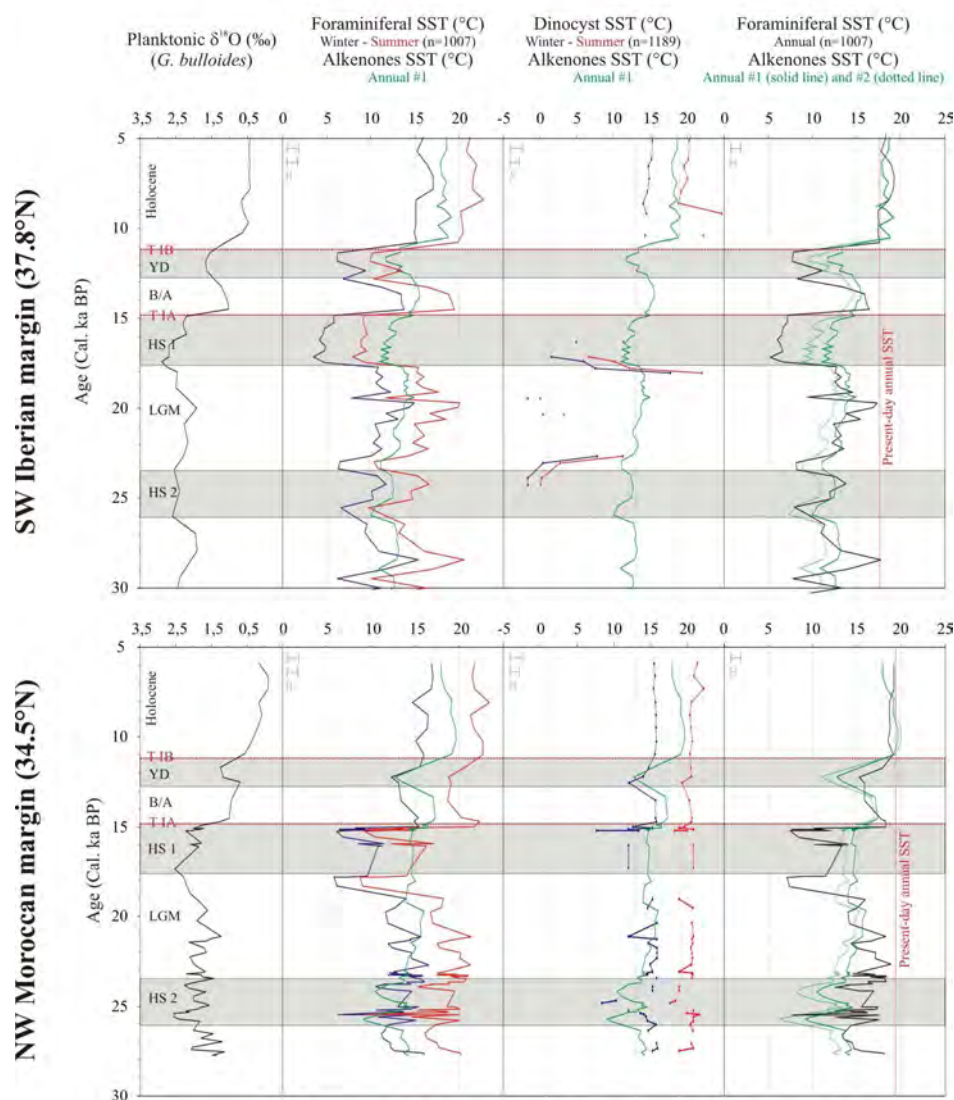 Planktonic δ¹⁸O (‰)
(G. bulloides)
Foraminiferal SST (°C)
Winter - Summer (n=1007)
Alkenones SST (°C)
Annual #1
Dinocyst SST (°C)
Winter - Summer (n=1189)
Alkenones SST (°C)
Annual #1
Foraminiferal SST (°C)
Annual (n=1007)
Alkenones SST (°C)
Annual #1 (solid line) and #2 (dotted line)
SW Iberian margin (37.8°N)
3,5 2,5 1,5 0,5 0 5 10 15 20 -5 0 5 10 15 20 0 5 10 15 20 25
Age (Cal. ka BP)
5
10
15
20
25
30
Holocene
T IB
YD
B/A
T IA
HS 1
LGM
HS 2
Present-day annual SST
NW Moroccan margin (34.5°N)
3,5 2,5 1,5 0,5 0 5 10 15 20 -5 0 5 10 15 20 0 5 10 15 20 25
Age (Cal. ka BP)
5
10
15
20
25
30
Holocene
T IB
YD
B/A
T IA
HS 1
LGM
HS 2
Present-day annual SST